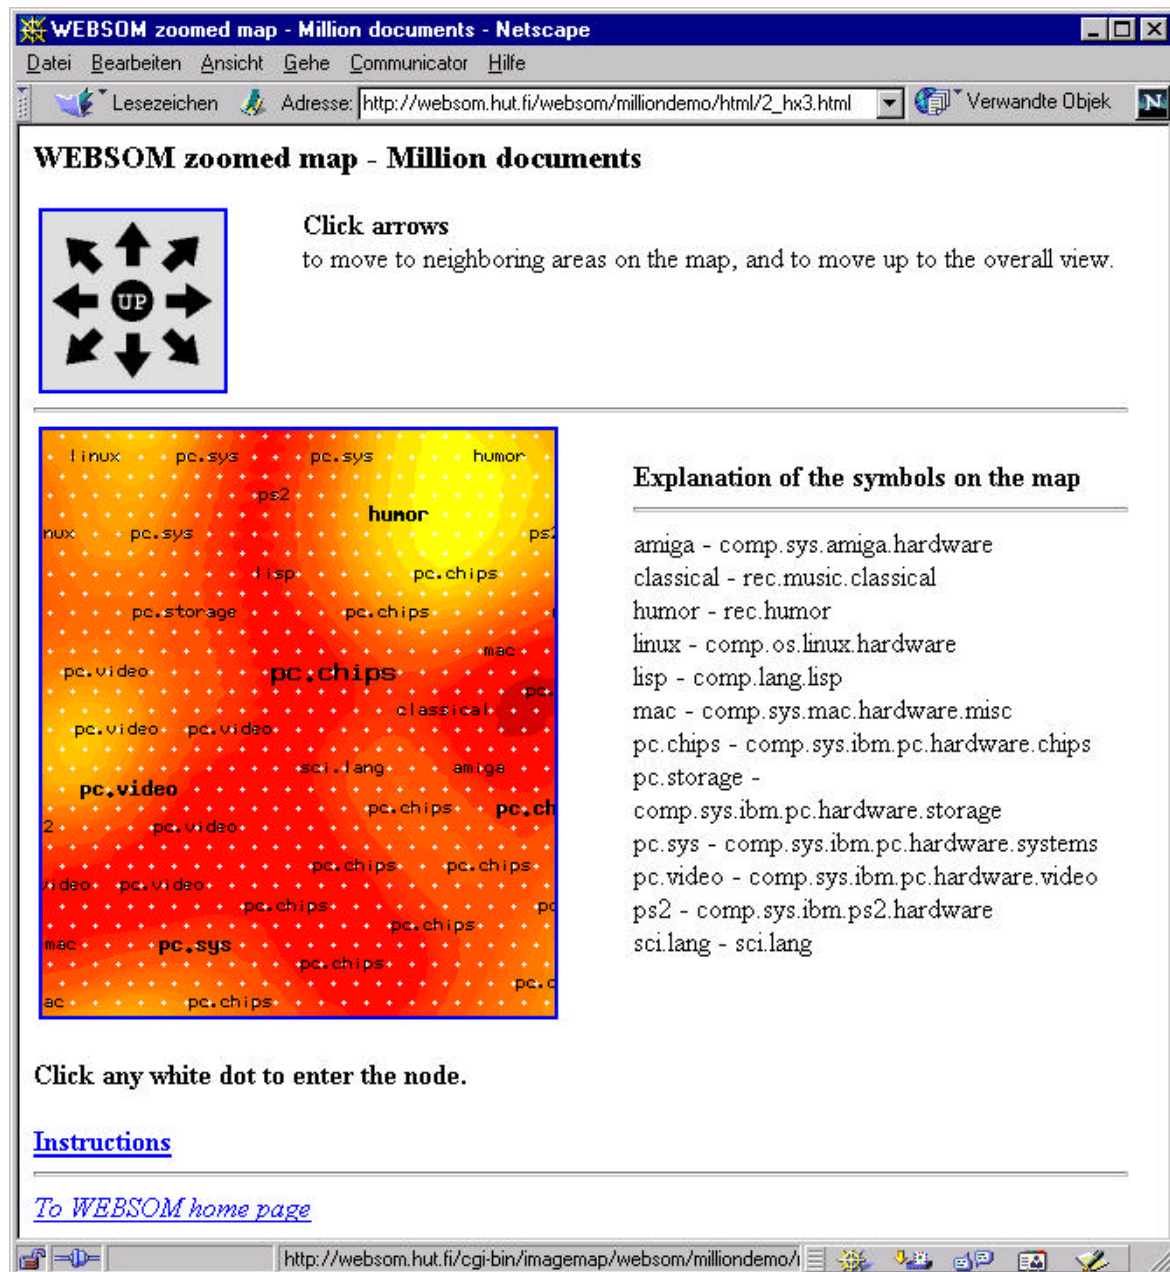 WEBSOM zoomed map - Million documents - Netscape
Datei Bearbeiten Ansicht Gehe Communicator Hilfe
Lesezeichen Adresse: http://websom.hut.fi/websom/milliondemo/html/2_hx3.html Verwandte Objek N
WEBSOM zoomed map - Million documents
Click arrows
to move to neighboring areas on the map, and to move up to the overall view.
UP
linux pc.sys pc.sys humor
ps2
humor
nux pc.sys ps2
lisp pc.chips
pc.storage pc.chips
mac
pc.video pc.chips
pc.
classical
pc.video pc.video
sci.lang amiga
pc.video
pc.chips pc.ch
2 pc.video
pc.chips pc.chips
video pc.video
pc.chips pc
pc.chips
mac pc.sys
pc.chips
pc.c
ac pc.chips
Explanation of the symbols on the map
amiga - comp.sys.amiga.hardware
classical - rec.music.classical
humor - rec.humor
linux - comp.os.linux.hardware
lisp - comp.lang.lisp
mac - comp.sys.mac.hardware.misc
pc.chips - comp.sys.ibm.pc.hardware.chips
pc.storage -
comp.sys.ibm.pc.hardware.storage
pc.sys - comp.sys.ibm.pc.hardware.systems
pc.video - comp.sys.ibm.pc.hardware.video
ps2 - comp.sys.ibm.ps2.hardware
sci.lang - sci.lang
Click any white dot to enter the node.
Instructions
To WEBSOM home page
http://websom.hut.fi/cgi-bin/imagemap/websom/milliondemo/